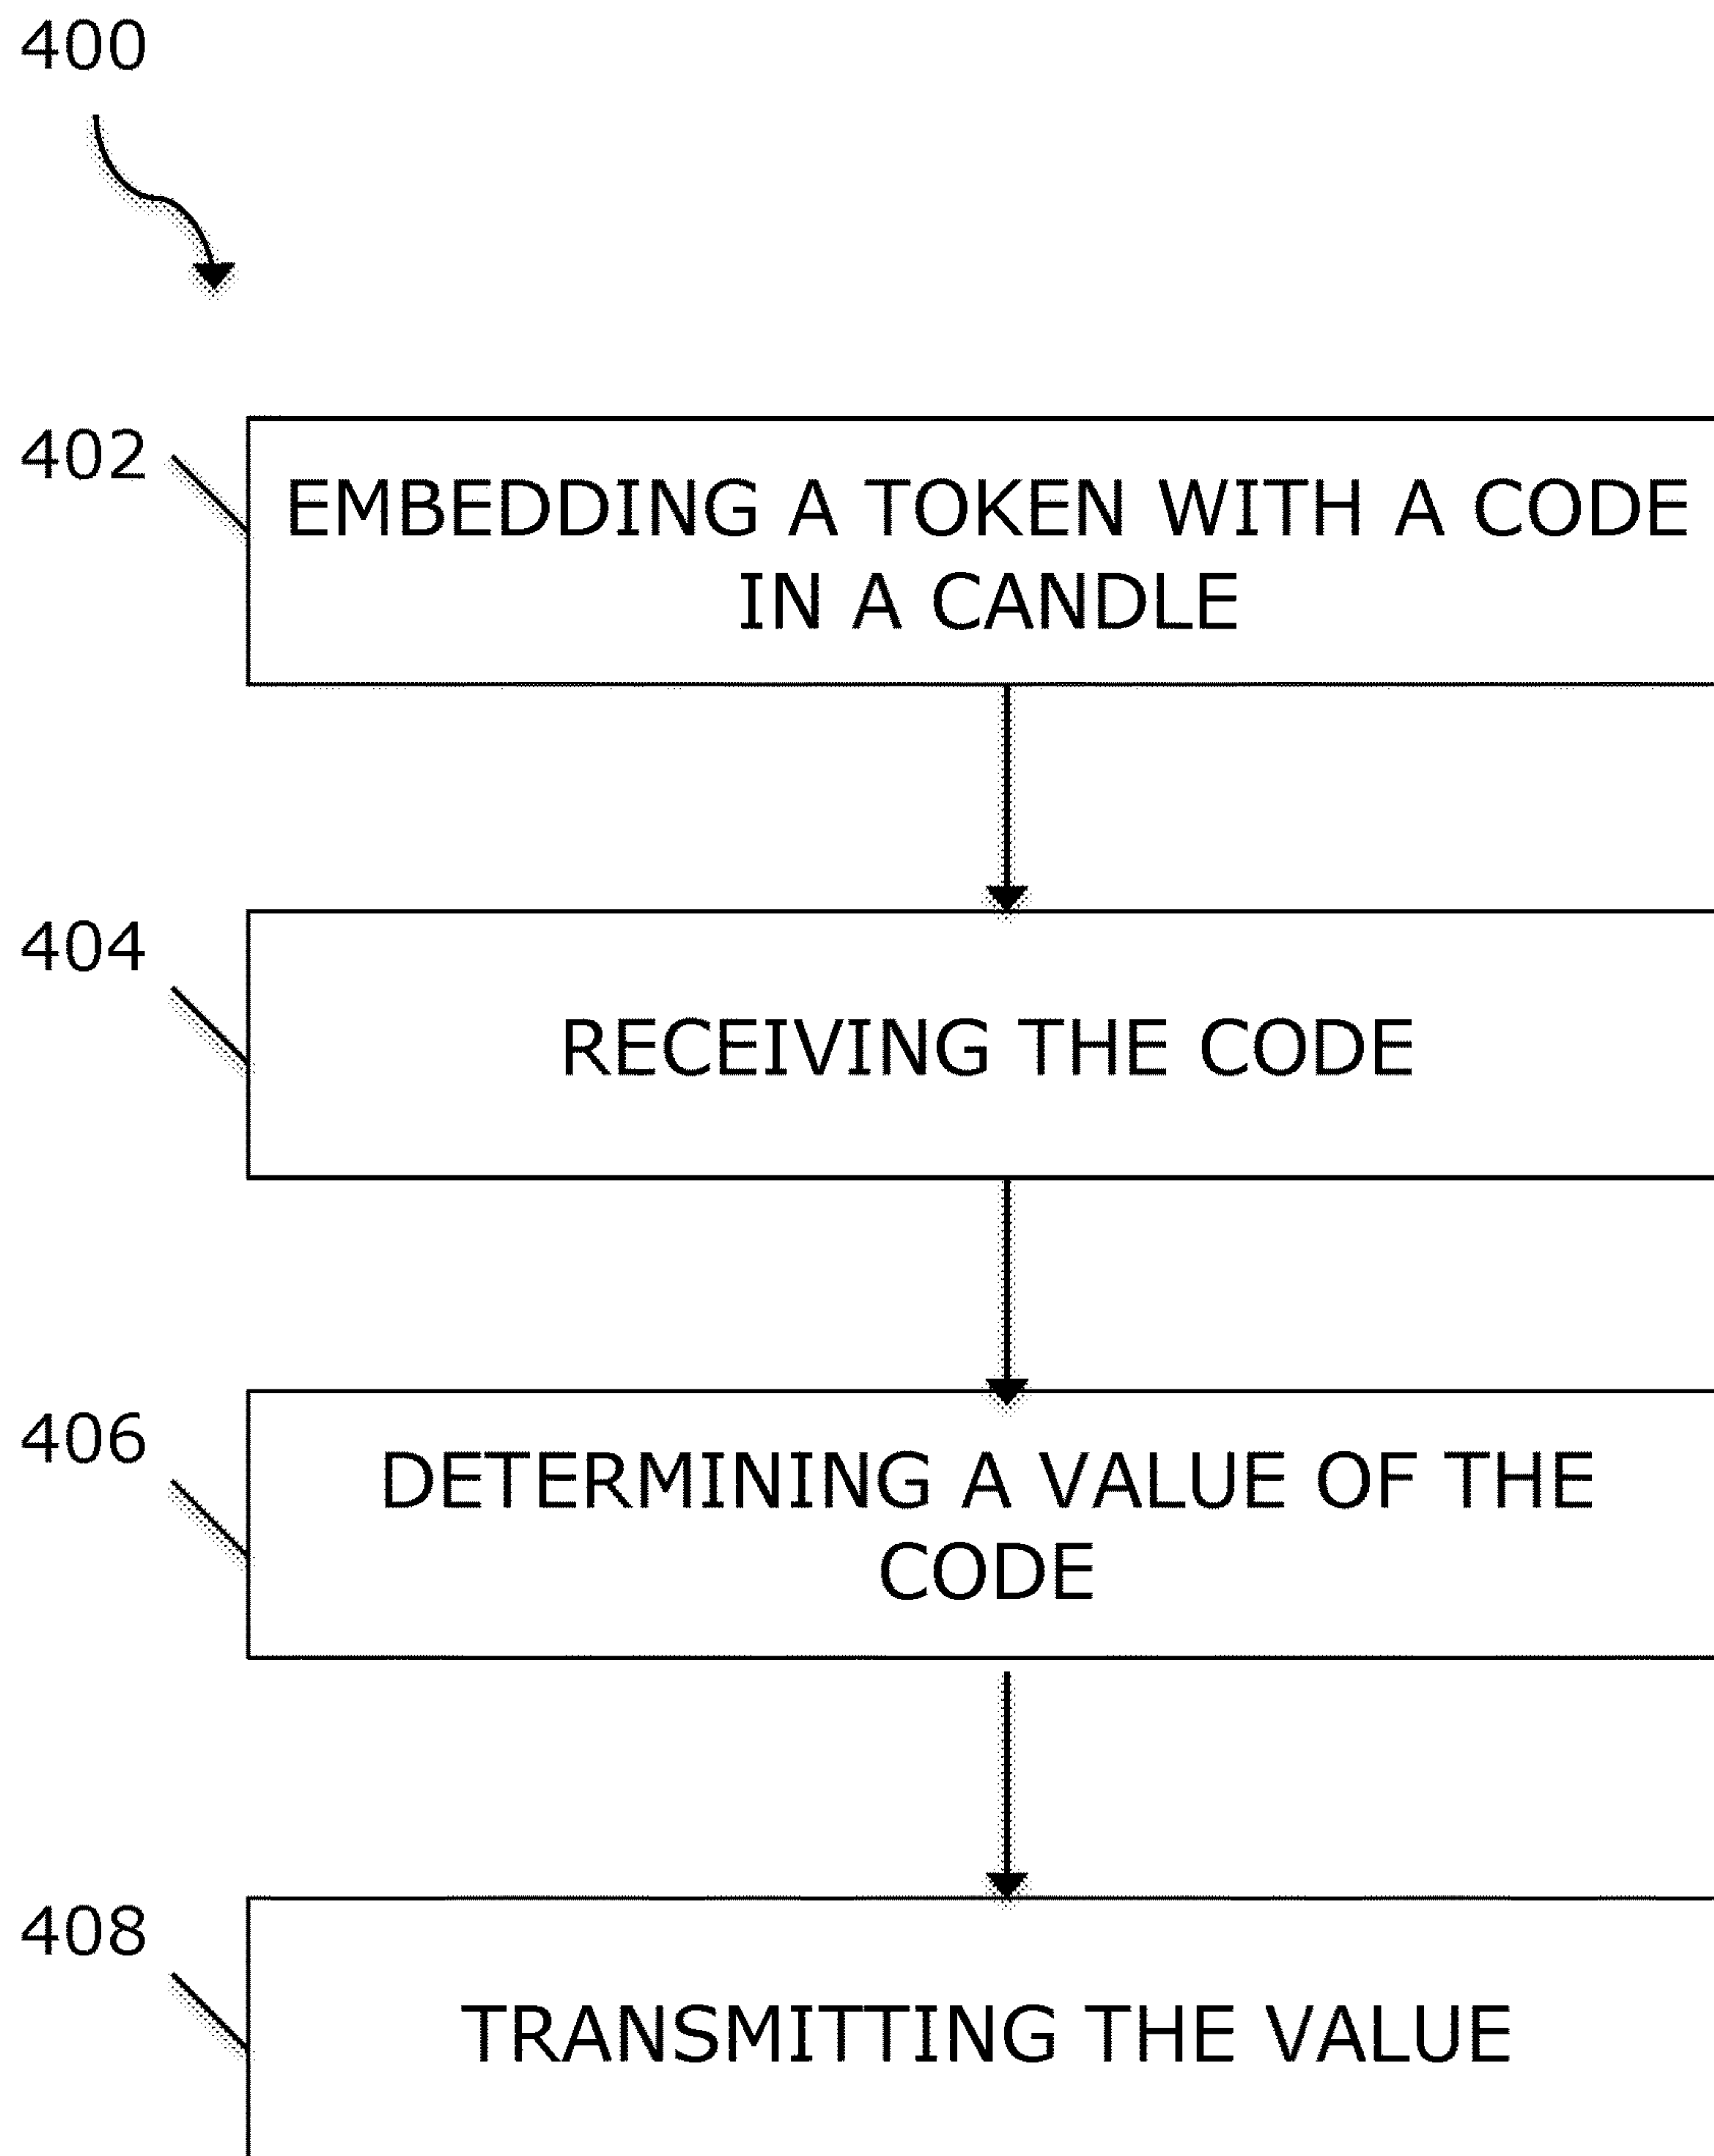 400
402
EMBEDDING A TOKEN WITH A CODE
IN A CANDLE
404
RECEIVING THE CODE
406
DETERMINING A VALUE OF THE
CODE
408
TRANSMITTING THE VALUE